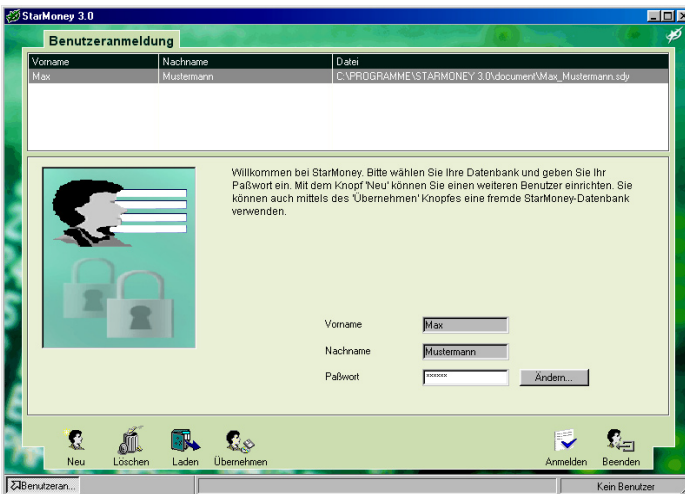 StarMoney 3.0
Benutzeranmeldung
Vorname Nachname Datei
Max Mustermann C:\PROGRAMME\STARMONEY 3.0\document\Max_Mustermann.sdy
Willkommen bei StarMoney. Bitte wählen Sie Ihre Datenbank und geben Sie Ihr
Paßwort ein. Mit dem Knopf 'Neu' können Sie einen weiteren Benutzer einrichten. Sie
können auch mittels des 'Übernehmen' Knopfes eine fremde StarMoney-Datenbank
verwenden.
Vorname Max
Nachname Mustermann
Paßwort ****** Ändern...
Neu Löschen Laden Übernehmen Anmelden Beenden
Benutzeran... Kein Benutzer